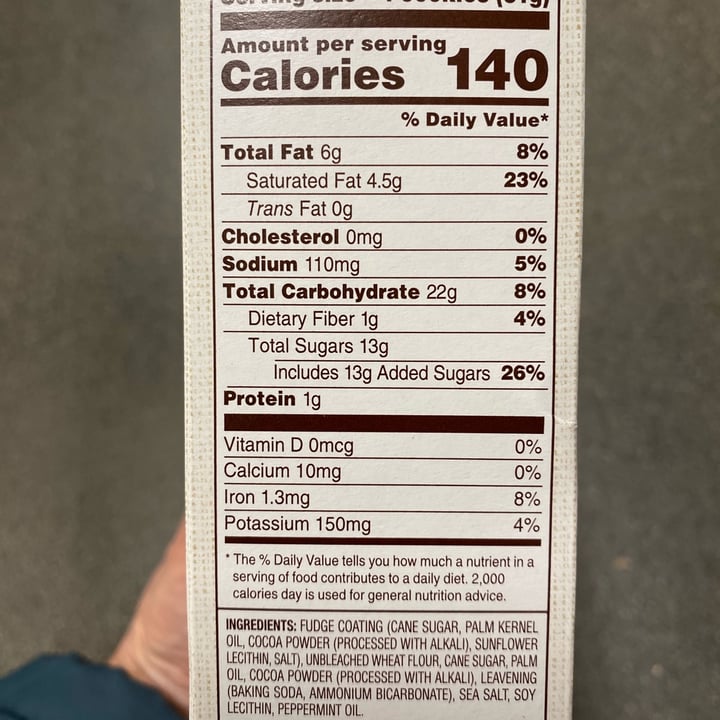 Amount per serving
Calories 140
% Daily Value*
Total Fat 6g 8%
Saturated Fat 4.5g 23%
Trans Fat 0g
Cholesterol 0mg 0%
Sodium 110mg 5%
Total Carbohydrate 22g 8%
Dietary Fiber 1g 4%
Total Sugars 13g
Includes 13g Added Sugars 26%
Protein 1g
Vitamin D 0mcg 0%
Calcium 10mg 0%
Iron 1.3mg 8%
Potassium 150mg 4%
* The % Daily Value tells you how much a nutrient in a
serving of food contributes to a daily diet. 2,000
calories day is used for general nutrition advice.
INGREDIENTS: FUDGE COATING (CANE SUGAR, PALM KERNEL
OIL, COCOA POWDER (PROCESSED WITH ALKALI), SUNFLOWER
LECITHIN, SALT), UNBLEACHED WHEAT FLOUR, CANE SUGAR, PALM
OIL, COCOA POWDER (PROCESSED WITH ALKALI), LEAVENING
(BAKING SODA, AMMONIUM BICARBONATE), SEA SALT, SOY
LECITHIN, PEPPERMINT OIL.